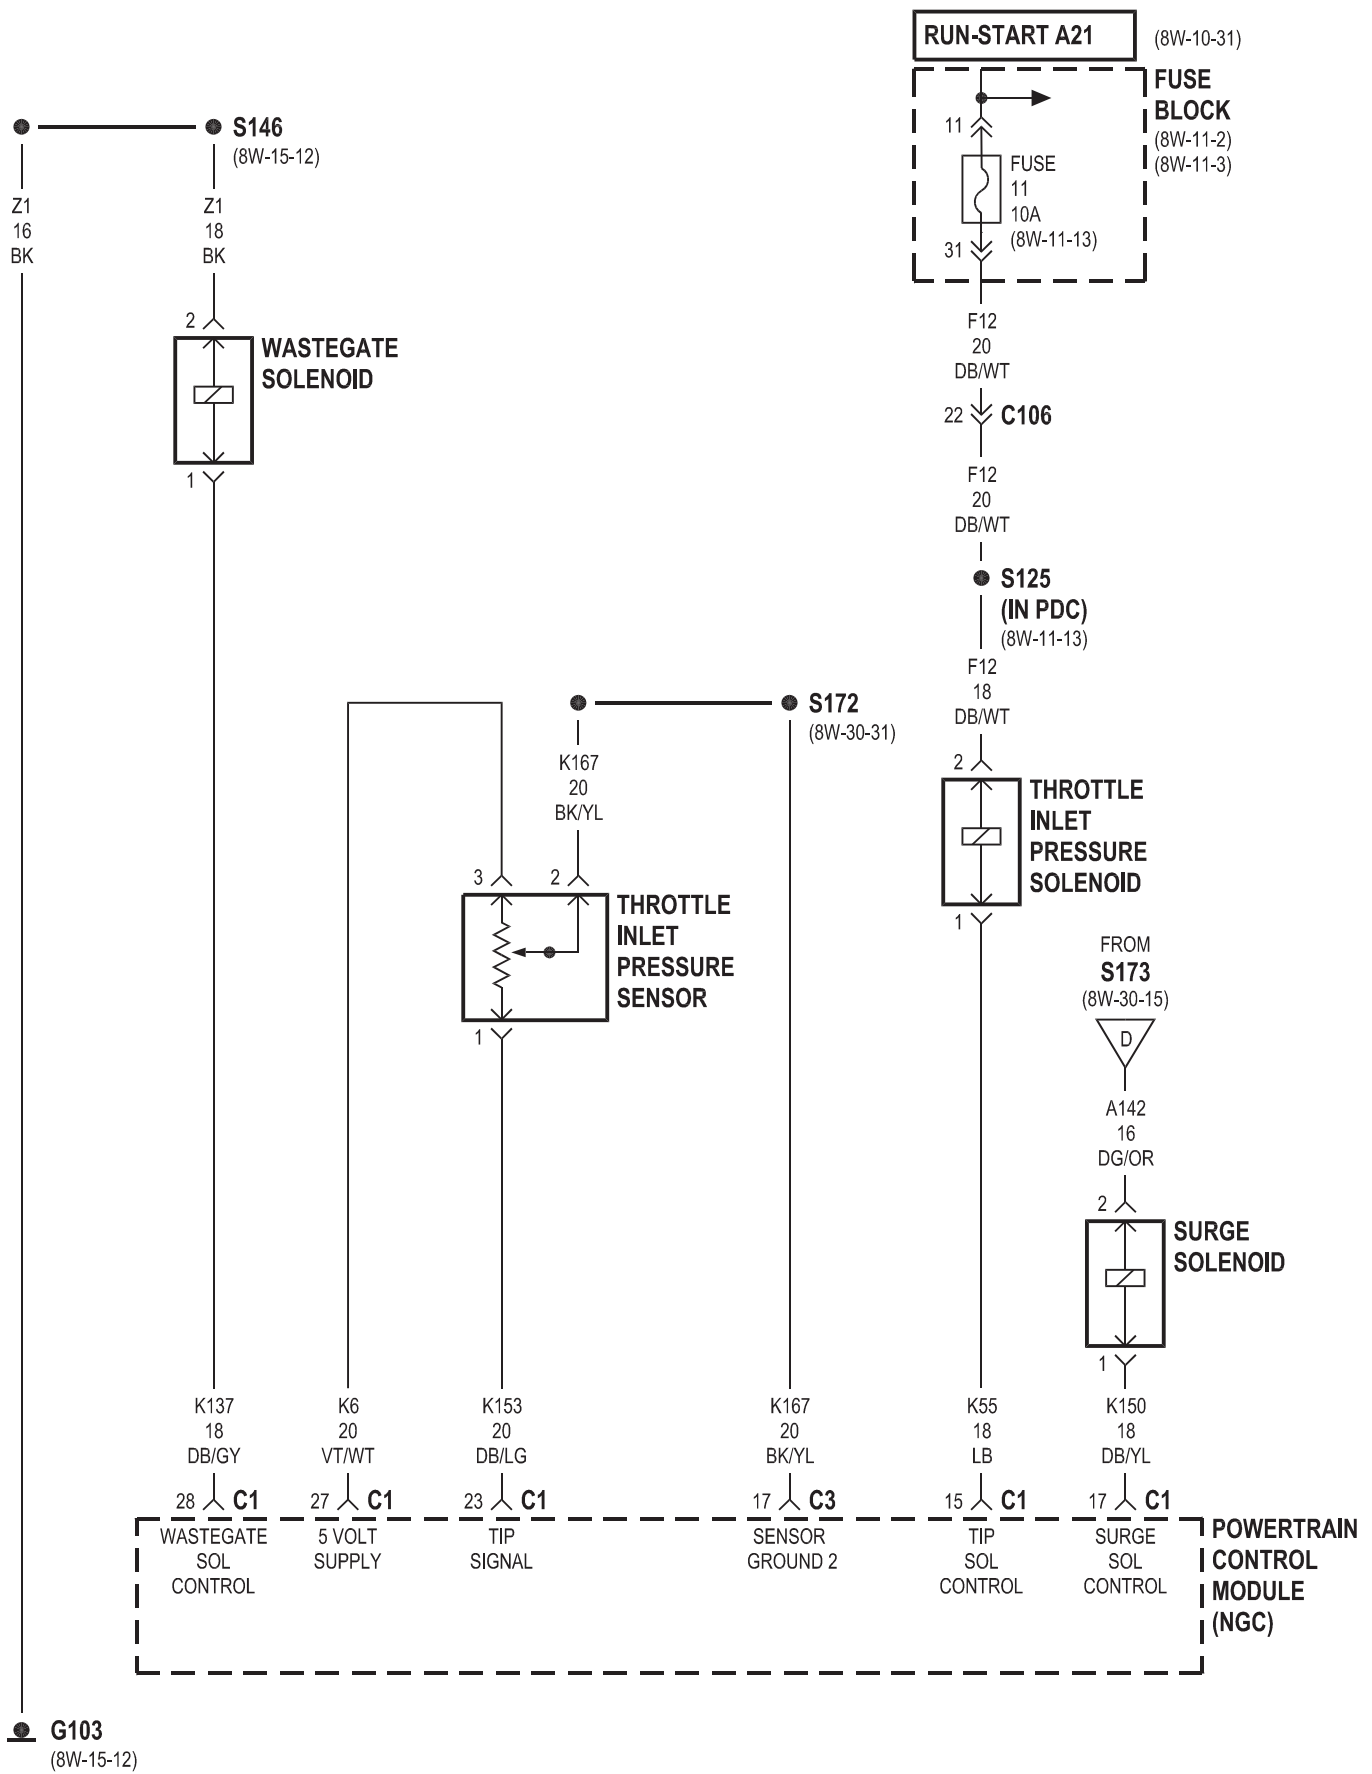 RUN-START A21
(8W-10-31)
FUSE
BLOCK
(8W-11-2)
(8W-11-3)
11
FUSE
11
10A
(8W-11-13)
31
S146
(8W-15-12)
Z1
16
BK
Z1
18
BK
2
WASTEGATE
SOLENOID
1
F12
20
DB/WT
22
C106
F12
20
DB/WT
S125
(IN PDC)
(8W-11-13)
F12
18
DB/WT
S172
(8W-30-31)
K167
20
BK/YL
2
THROTTLE
INLET
PRESSURE
SOLENOID
1
3
2
THROTTLE
INLET
PRESSURE
SENSOR
1
FROM
S173
(8W-30-15)
D
A142
16
DG/OR
2
SURGE
SOLENOID
1
K137
18
DB/GY
K6
20
VT/WT
K153
20
DB/LG
K167
20
BK/YL
K55
18
LB
K150
18
DB/YL
28 C1
27 C1
23 C1
17 C3
15 C1
17 C1
WASTEGATE
SOL
CONTROL
5 VOLT
SUPPLY
TIP
SIGNAL
SENSOR
GROUND 2
TIP
SOL
CONTROL
SURGE
SOL
CONTROL
POWERTRAIN
CONTROL
MODULE
(NGC)
G103
(8W-15-12)